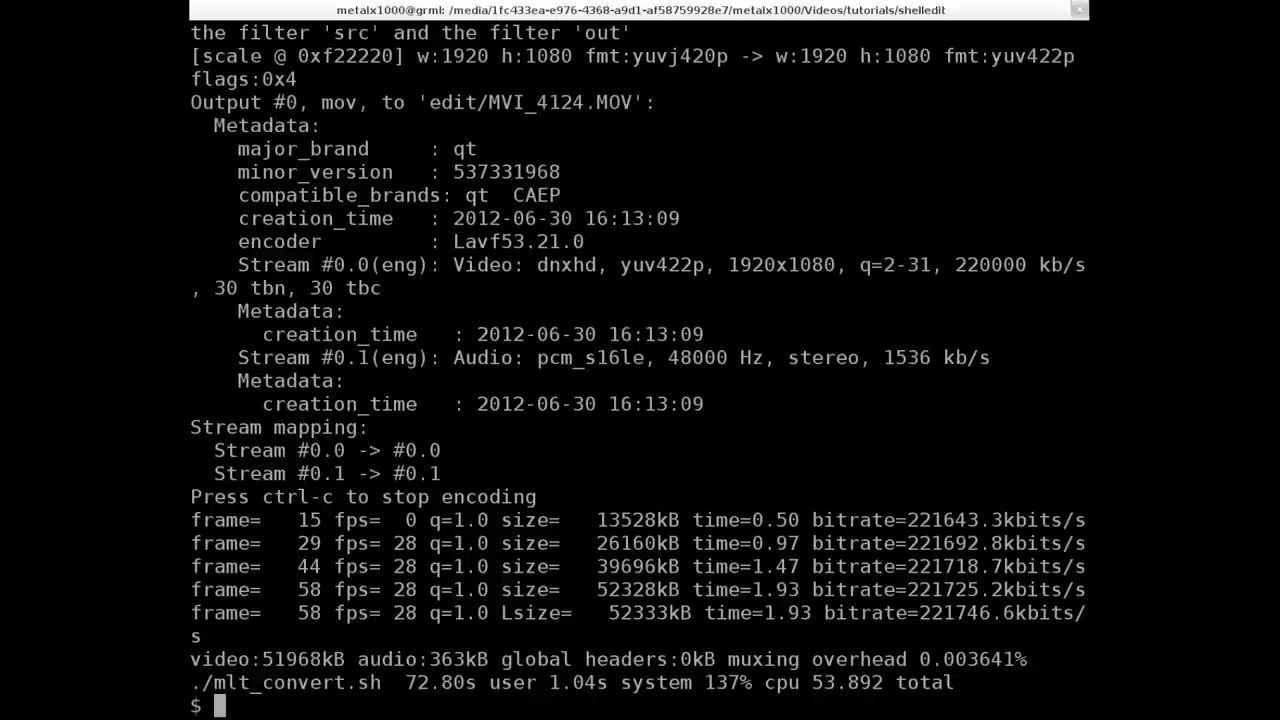 metalx1000@grml: /media/1fc433ea-e976-4368-a9d1-af58759928e7/metalx1000/Videos/tutorials/shelledit
the filter 'src' and the filter 'out'
[scale @ 0xf22220] w:1920 h:1080 fmt:yuvj420p -> w:1920 h:1080 fmt:yuv422p
flags:0x4
Output #0, mov, to 'edit/MVI_4124.MOV':
  Metadata:
    major_brand     : qt
    minor_version   : 537331968
    compatible_brands: qt  CAEP
    creation_time   : 2012-06-30 16:13:09
    encoder         : Lavf53.21.0
    Stream #0.0(eng): Video: dnxhd, yuv422p, 1920x1080, q=2-31, 220000 kb/s
, 30 tbn, 30 tbc
    Metadata:
      creation_time   : 2012-06-30 16:13:09
    Stream #0.1(eng): Audio: pcm_s16le, 48000 Hz, stereo, 1536 kb/s
    Metadata:
      creation_time   : 2012-06-30 16:13:09
Stream mapping:
  Stream #0.0 -> #0.0
  Stream #0.1 -> #0.1
Press ctrl-c to stop encoding
frame=   15 fps=  0 q=1.0 size=   13528kB time=0.50 bitrate=221643.3kbits/s
frame=   29 fps= 28 q=1.0 size=   26160kB time=0.97 bitrate=221692.8kbits/s
frame=   44 fps= 28 q=1.0 size=   39696kB time=1.47 bitrate=221718.7kbits/s
frame=   58 fps= 28 q=1.0 size=   52328kB time=1.93 bitrate=221725.2kbits/s
frame=   58 fps= 28 q=1.0 Lsize=   52333kB time=1.93 bitrate=221746.6kbits/
s
video:51968kB audio:363kB global headers:0kB muxing overhead 0.003641%
./mlt_convert.sh  72.80s user 1.04s system 137% cpu 53.892 total
$